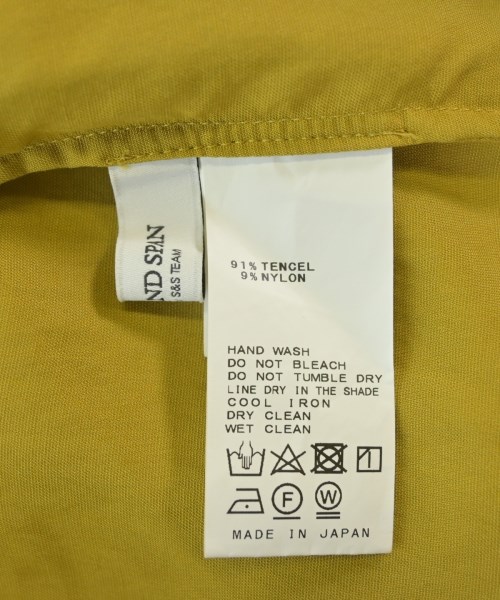 ND SPAN
S&S TEAM
91% TENCEL
9% NYLON
HAND WASH
DO NOT BLEACH
DO NOT TUMBLE DRY
LINE DRY IN THE SHADE
COOL IRON
DRY CLEAN
WET CLEAN
F
W
MADE IN JAPAN